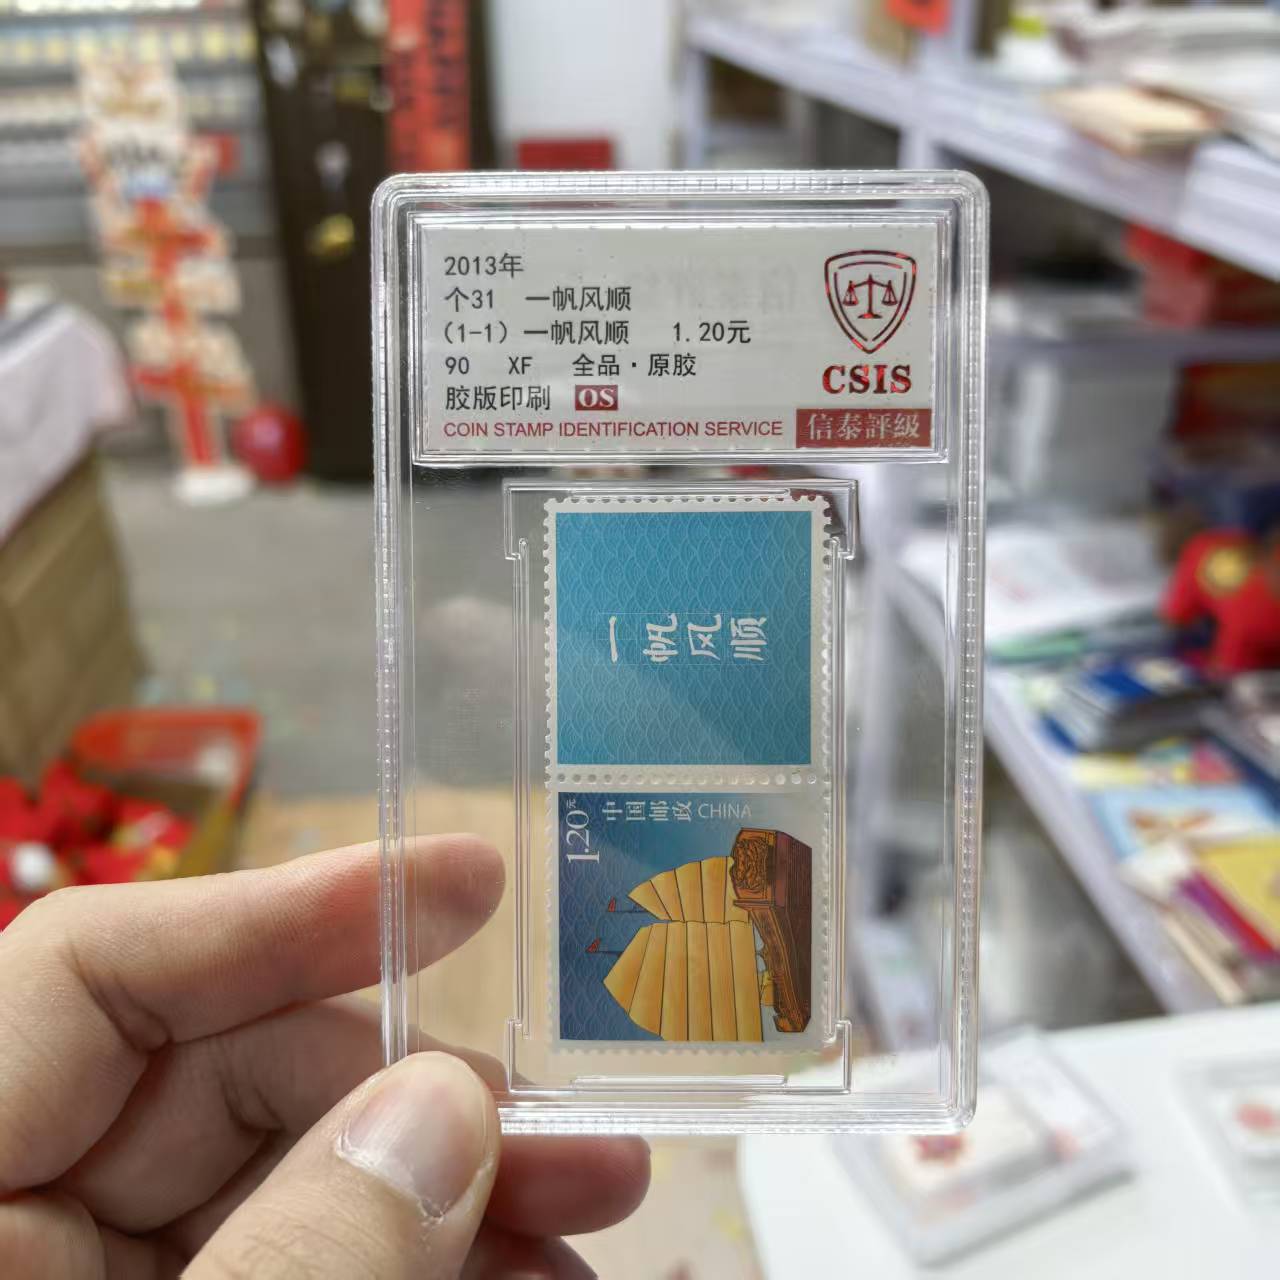 2013年
个31 一帆风顺
(1-1) 一帆风顺 1.20元
90 XF 全品·原胶
胶版印刷 OS
COIN STAMP IDENTIFICATION SERVICE
CSIS
信泰評級
一帆风顺
1.20元
中国邮政 CHINA